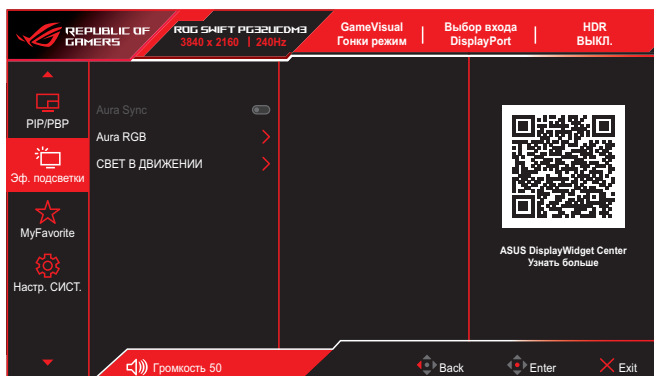 REPUBLIC OF
GAMERS
ROG SWIFT PG32UCDM3
3840 x 2160 | 240Hz
GameVisual
Гонки режим
Выбор входа
DisplayPort
HDR
ВЫКЛ.
PIP/PBP
Эф. подсветки
MyFavorite
Настр. СИСТ.
Aura Sync
Aura RGB
СВЕТ В ДВИЖЕНИИ
ASUS DisplayWidget Center
Узнать больше
Громкость 50
Back
Enter
Exit